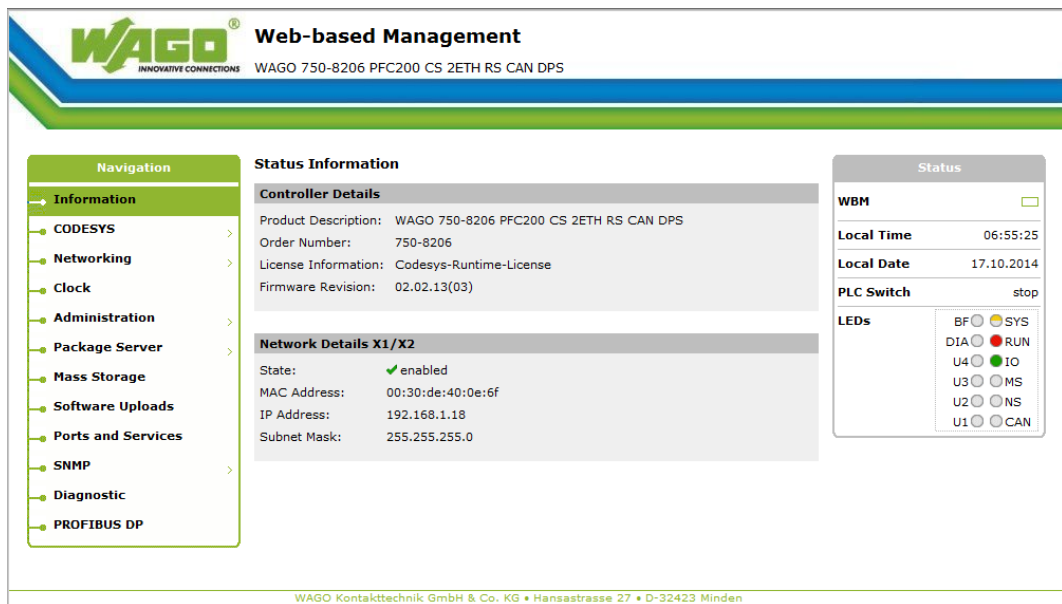 WAGO®
INNOVATIVE CONNECTIONS
Web-based Management
WAGO 750-8206 PFC200 CS 2ETH RS CAN DPS
Navigation
Information
CODESYS
Networking
Clock
Administration
Package Server
Mass Storage
Software Uploads
Ports and Services
SNMP
Diagnostic
PROFIBUS DP
Status Information
Controller Details
Product Description: WAGO 750-8206 PFC200 CS 2ETH RS CAN DPS
Order Number: 750-8206
License Information: Codesys-Runtime-License
Firmware Revision: 02.02.13(03)
Network Details X1/X2
State: enabled
MAC Address: 00:30:de:40:0e:6f
IP Address: 192.168.1.18
Subnet Mask: 255.255.255.0
Status
WBM
Local Time 06:55:25
Local Date 17.10.2014
PLC Switch stop
LEDs BF SYS
DIA RUN
U4 IO
U3 MS
U2 NS
U1 CAN
WAGO Kontakttechnik GmbH & Co. KG • Hansastrasse 27 • D-32423 Minden